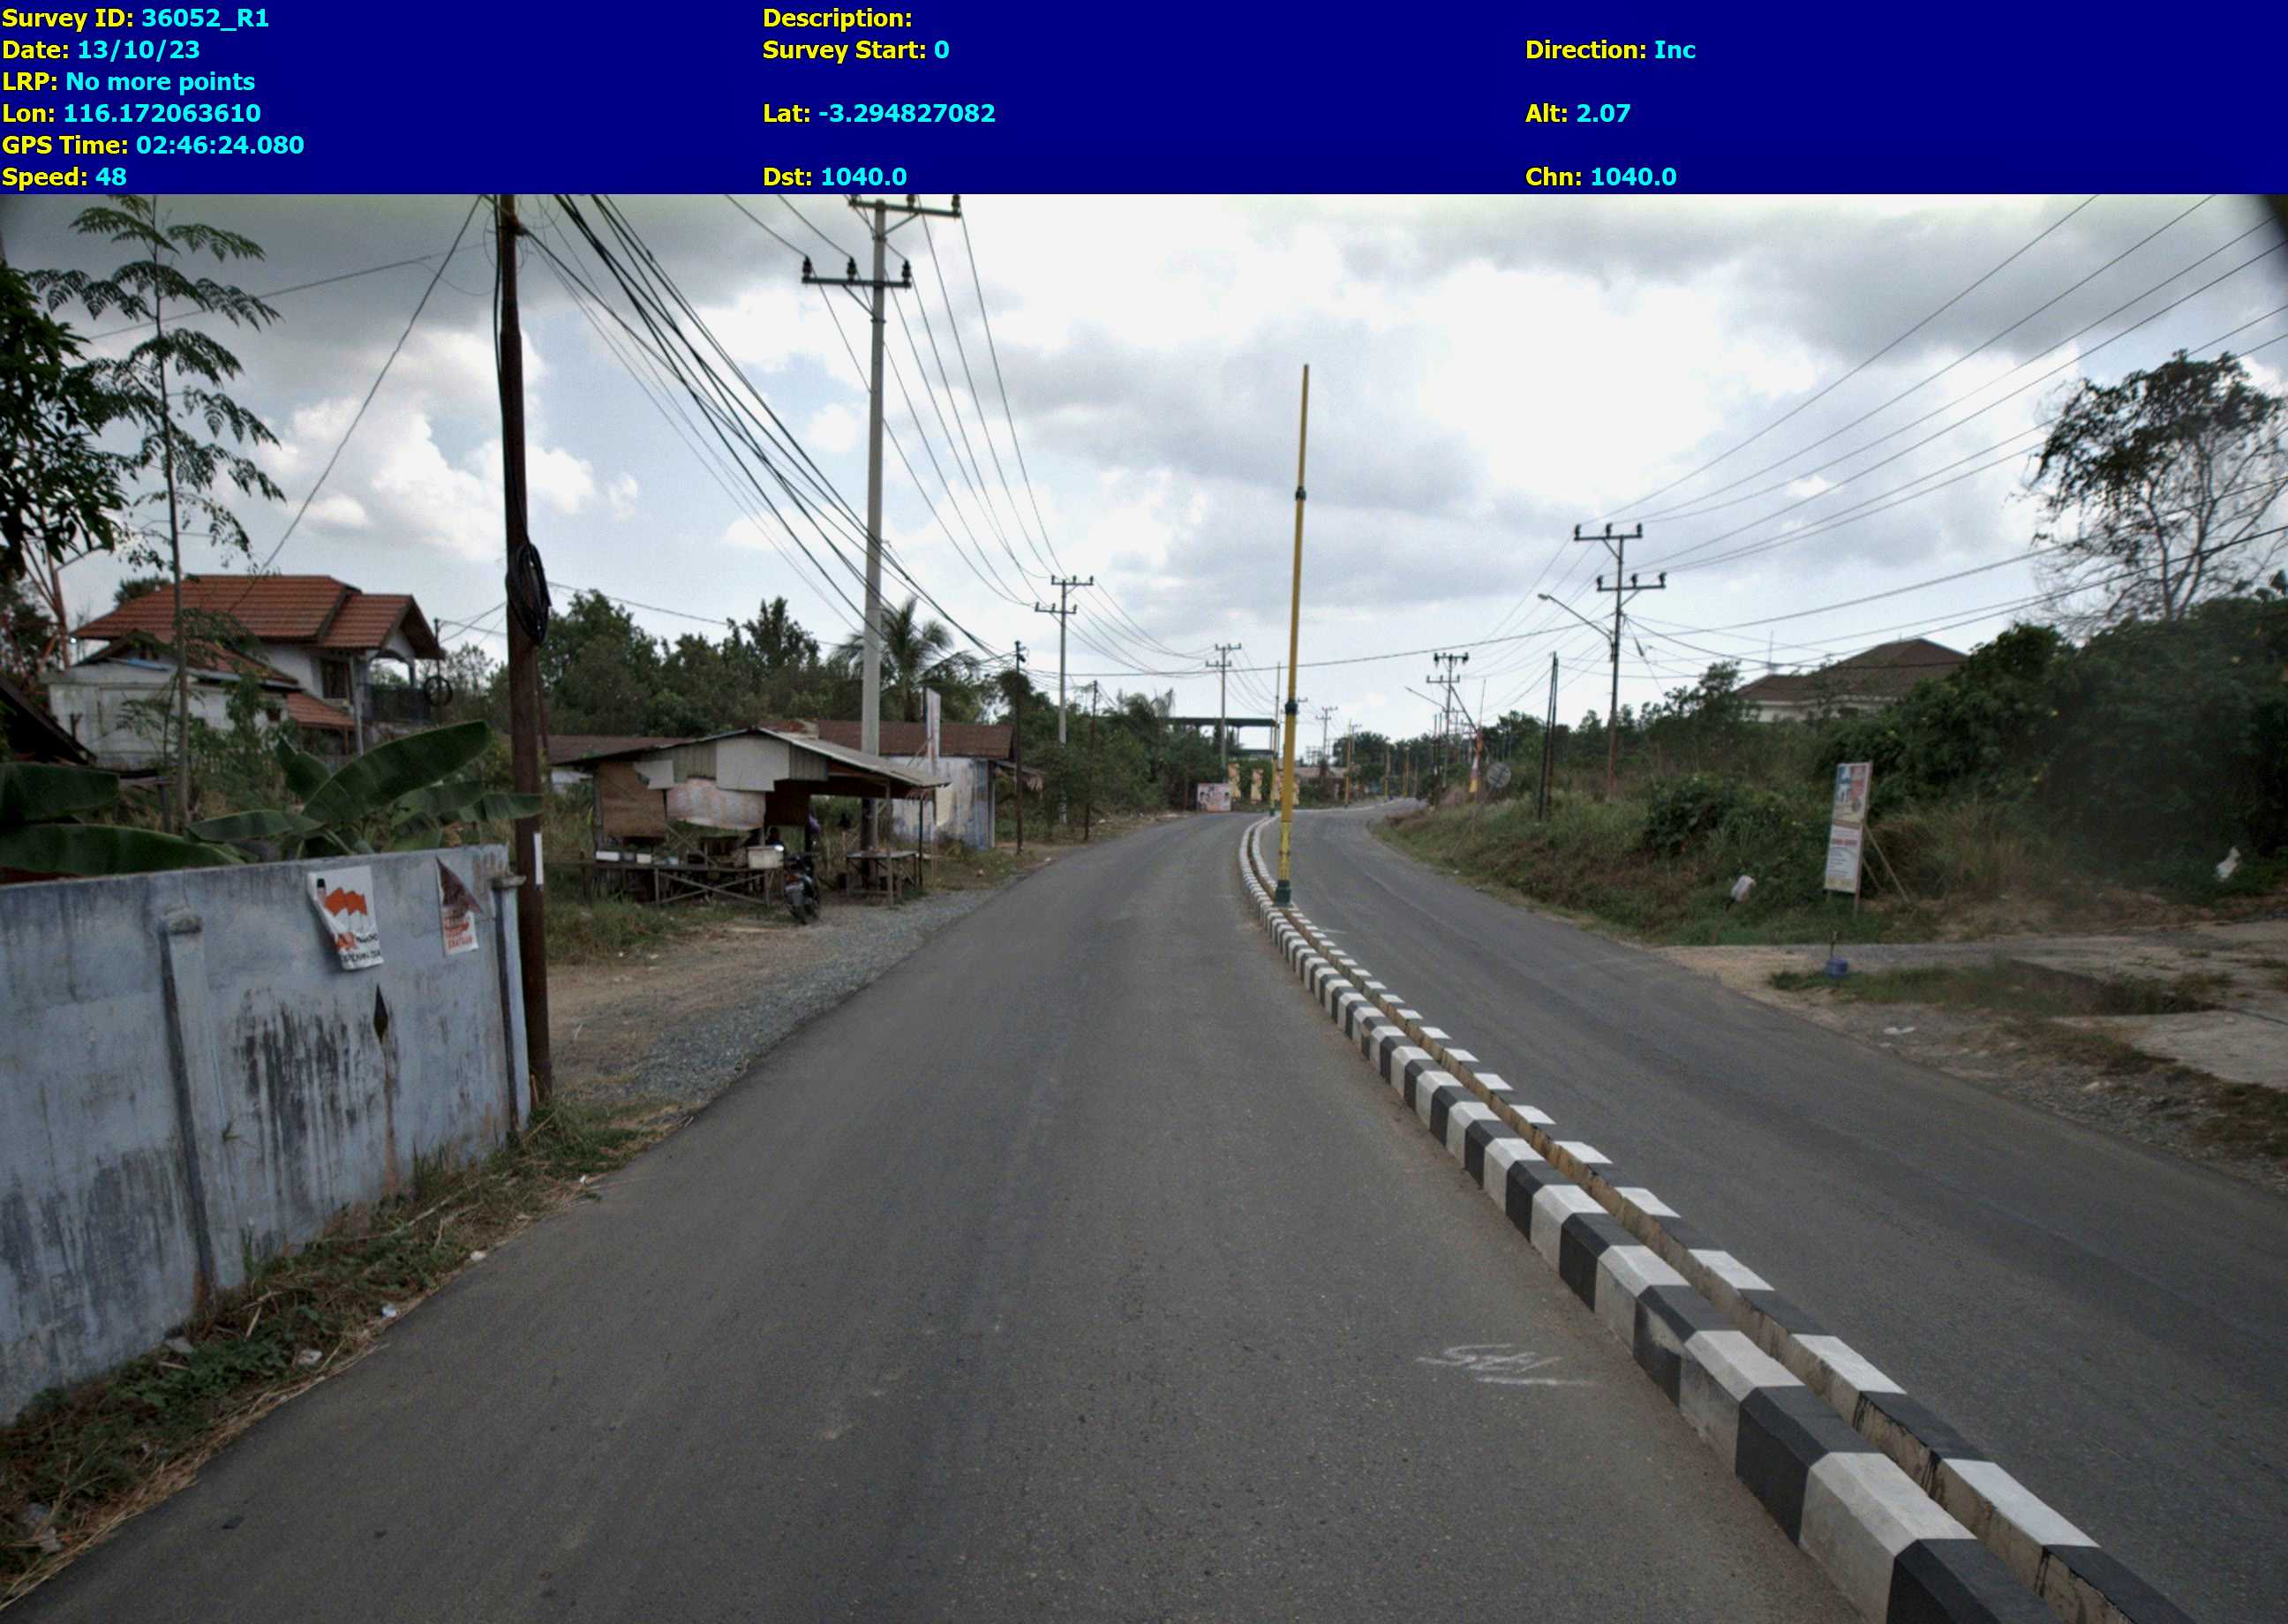 Survey ID: 36052_R1
Description:
Date: 13/10/23
Survey Start: 0
Direction: Inc
LRP: No more points
Lon: 116.172063610
Lat: -3.294827082
Alt: 2.07
GPS Time: 02:46:24.080
Speed: 48
Dst: 1040.0
Chn: 1040.0